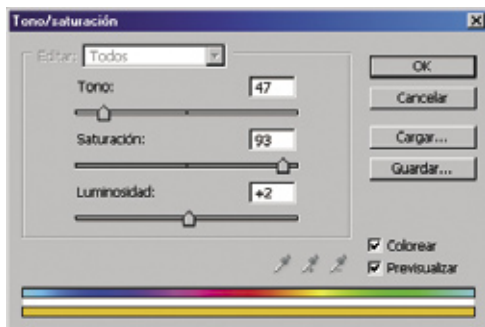 Tono/saturación
Editar: Todos
OK
Tono: 47
Cancelar
Saturación: 93
Cargar...
Guardar...
Luminosidad: +2
Colorear
Previsualizar